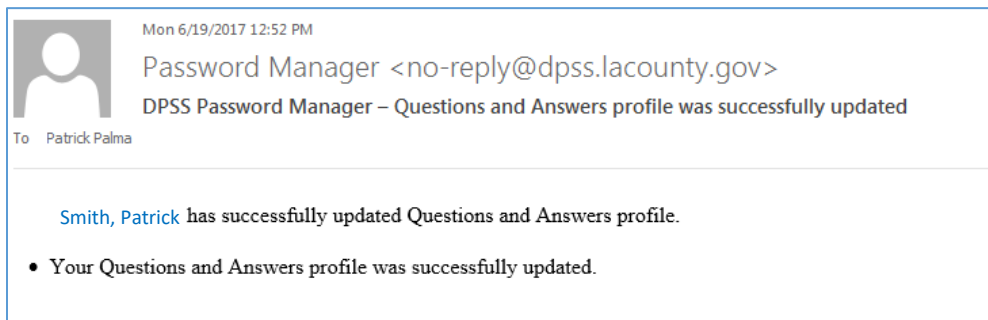 Mon 6/19/2017 12:52 PM
Password Manager <no-reply@dpss.lacounty.gov>
DPSS Password Manager – Questions and Answers profile was successfully updated
To Patrick Palma
Smith, Patrick has successfully updated Questions and Answers profile.
• Your Questions and Answers profile was successfully updated.